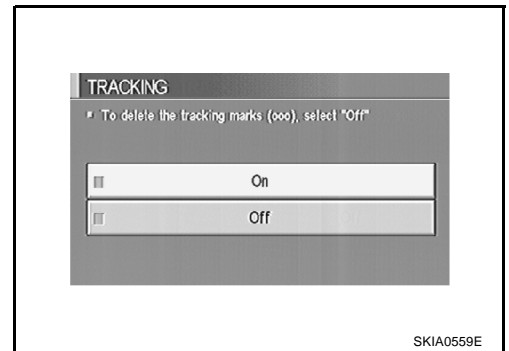 TRACKING
To delete the tracking marks (ooo), select "Off"
On
Off
SKIA0559E